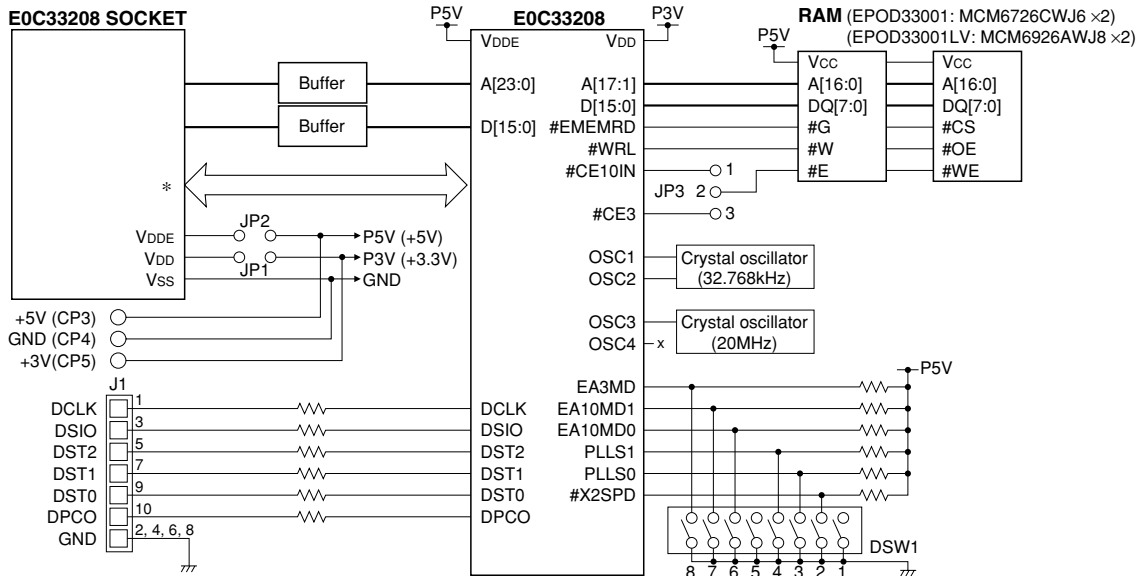 E0C33208 SOCKET
P5V
E0C33208
P3V
RAM (EPOD33001: MCM6726CWJ6 ×2)
(EPOD33001LV: MCM6926AWJ8 ×2)
P5V
VDDE
VDD
VCC
VCC
Buffer
A[23:0]
A[17:1]
A[16:0]
A[16:0]
D[15:0]
DQ[7:0]
DQ[7:0]
Buffer
D[15:0]
#EMEMRD
#G
#CS
#WRL
#W
#OE
#CE10IN
1
#E
#WE
*
JP3
2
#CE3
3
JP2
VDDE
P5V (+5V)
VDD
P3V (+3.3V)
JP1
VSS
GND
OSC1
Crystal oscillator
OSC2
(32.768kHz)
+5V (CP3)
GND (CP4)
+3V(CP5)
OSC3
Crystal oscillator
OSC4
x
(20MHz)
J1
P5V
EA3MD
DCLK
1
DCLK
EA10MD1
DSIO
3
DSIO
EA10MD0
DST2
5
DST2
PLLS1
DST1
7
DST1
PLLS0
DST0
9
DST0
#X2SPD
DPCO
10
DPCO
GND
2, 4, 6, 8
DSW1
8 7 6 5 4 3 2 1